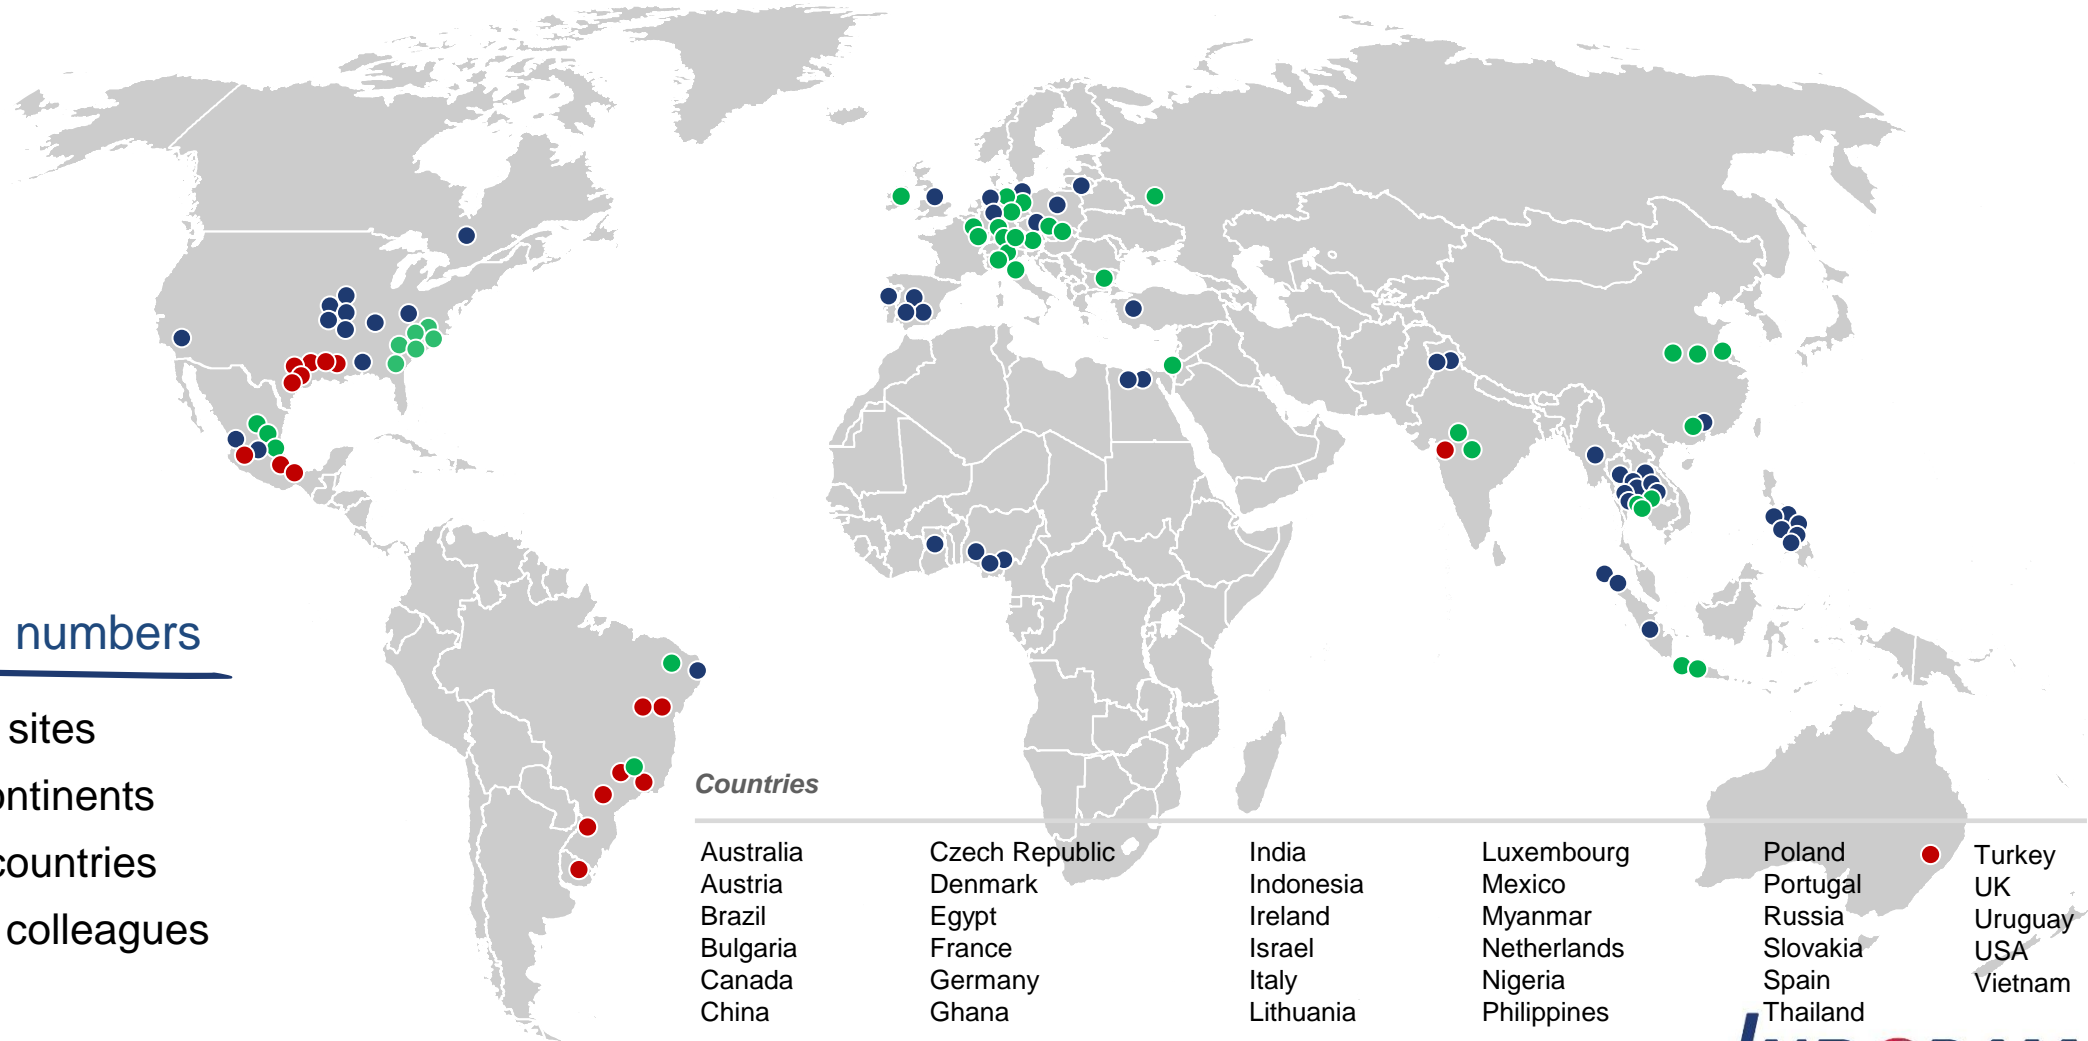 numbers
sites
ontinents
countries
colleagues
Countries
Australia
Austria
Brazil
Bulgaria
Canada
China
Czech Republic
Denmark
Egypt
France
Germany
Ghana
India
Indonesia
Ireland
Israel
Italy
Lithuania
Luxembourg
Mexico
Myanmar
Netherlands
Nigeria
Philippines
Poland
Portugal
Russia
Slovakia
Spain
Thailand
Turkey
UK
Uruguay
USA
Vietnam